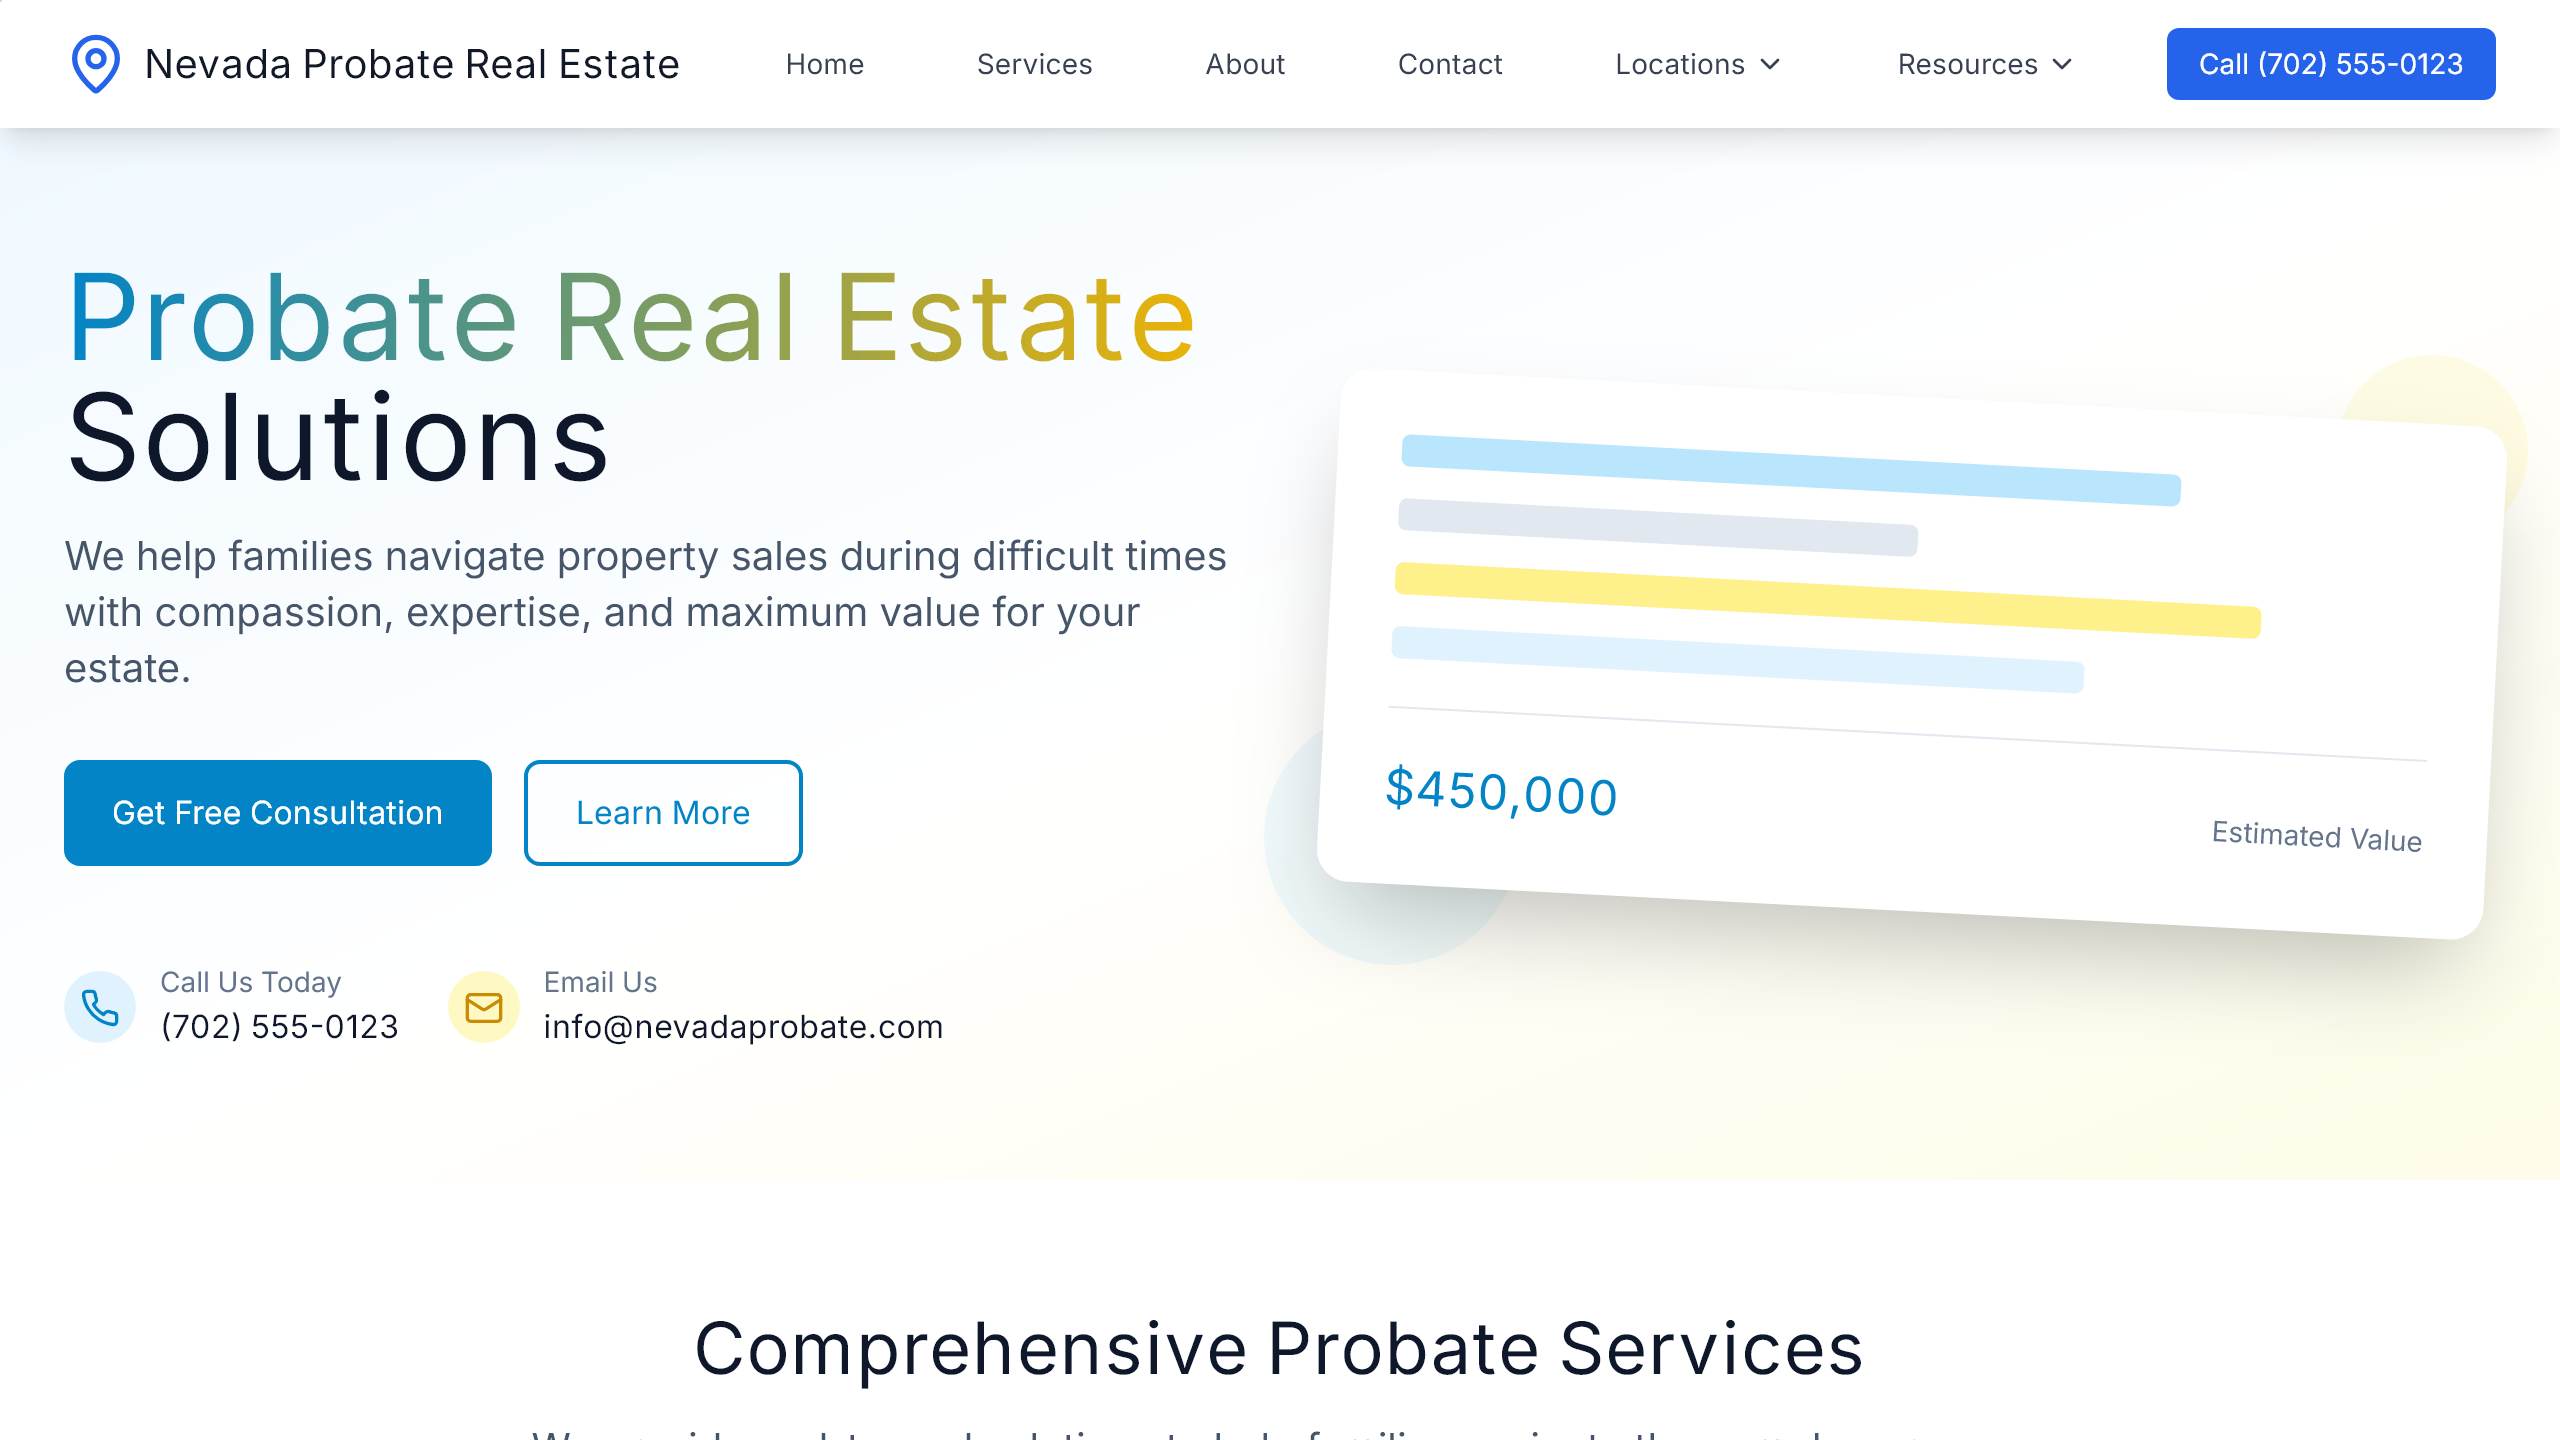 Nevada Probate Real Estate
Home
Services
About
Contact
Locations
Resources
Call (702) 555-0123
Probate Real Estate
Solutions
We help families navigate property sales during difficult times
with compassion, expertise, and maximum value for your
estate.
Get Free Consultation
Learn More
Call Us Today
(702) 555-0123
Email Us
info@nevadaprobate.com
$450,000
Estimated Value
Comprehensive Probate Services